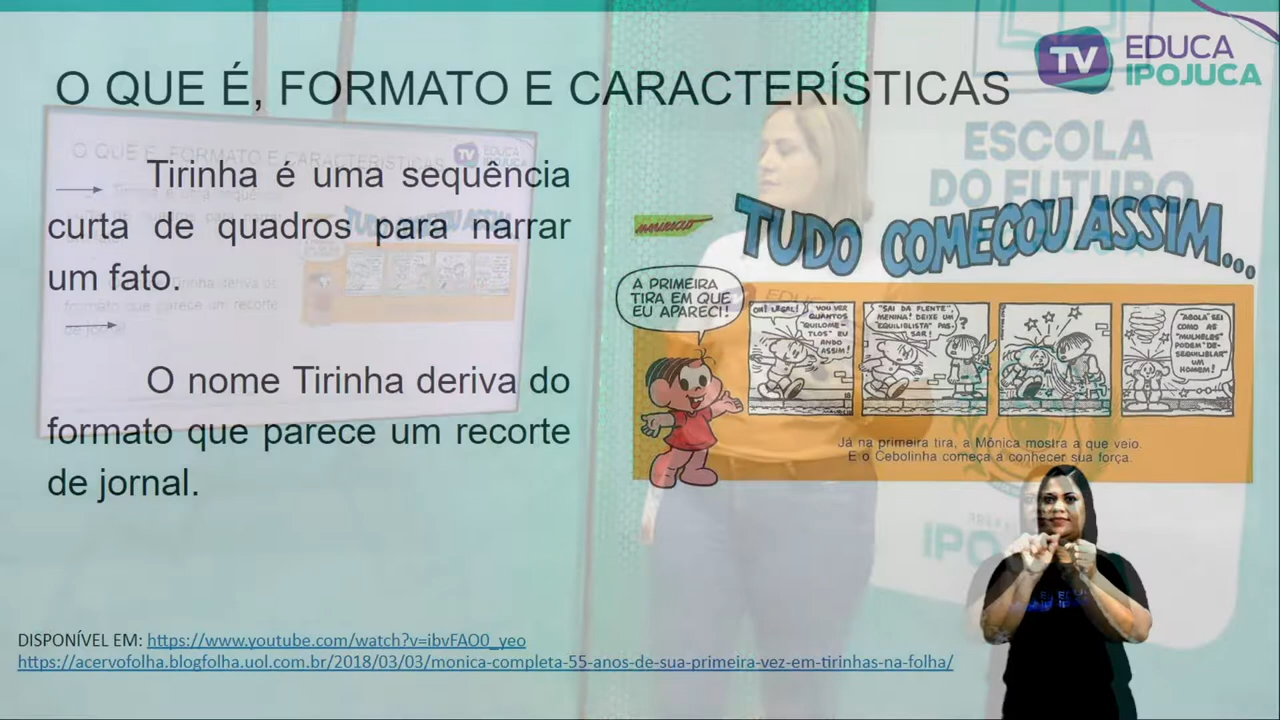 TV EDUCA
IPOJUCA
O QUE É, FORMATO E CARACTERÍSTICAS
ESCOLA
DO FUTURO
Tirinha é uma sequência
curta de quadros para narrar
um fato.
O nome Tirinha deriva do
formato que parece um recorte
de jornal.
MAURICIO
TUDO COMEÇOU ASSIM...
A PRIMEIRA
TIRA EM QUE
EU APARECI!
OH! LEGAL!
VOU VER
QUANTOS
"QUILOME-
TLOS" EU
ANDO
ASSIM!
"SAI DA FLENTE",
MENINA! DEIXE UM
"EQUILIBLISTA" PAS-
SAR!
?
"AGOLA" SEI
COMO AS
"MULHELES"
PODEM "DE-
SEQUILIBLAR"
UM
HOMEM!
Já na primeira tira, a Mônica mostra a que veio.
E o Cebolinha começa a conhecer sua força.
DISPONÍVEL EM: https://www.youtube.com/watch?v=ibvFAO0_yeo
https://acervofolha.blogfolha.uol.com.br/2018/03/03/monica-completa-55-anos-de-sua-primeira-vez-em-tirinhas-na-folha/